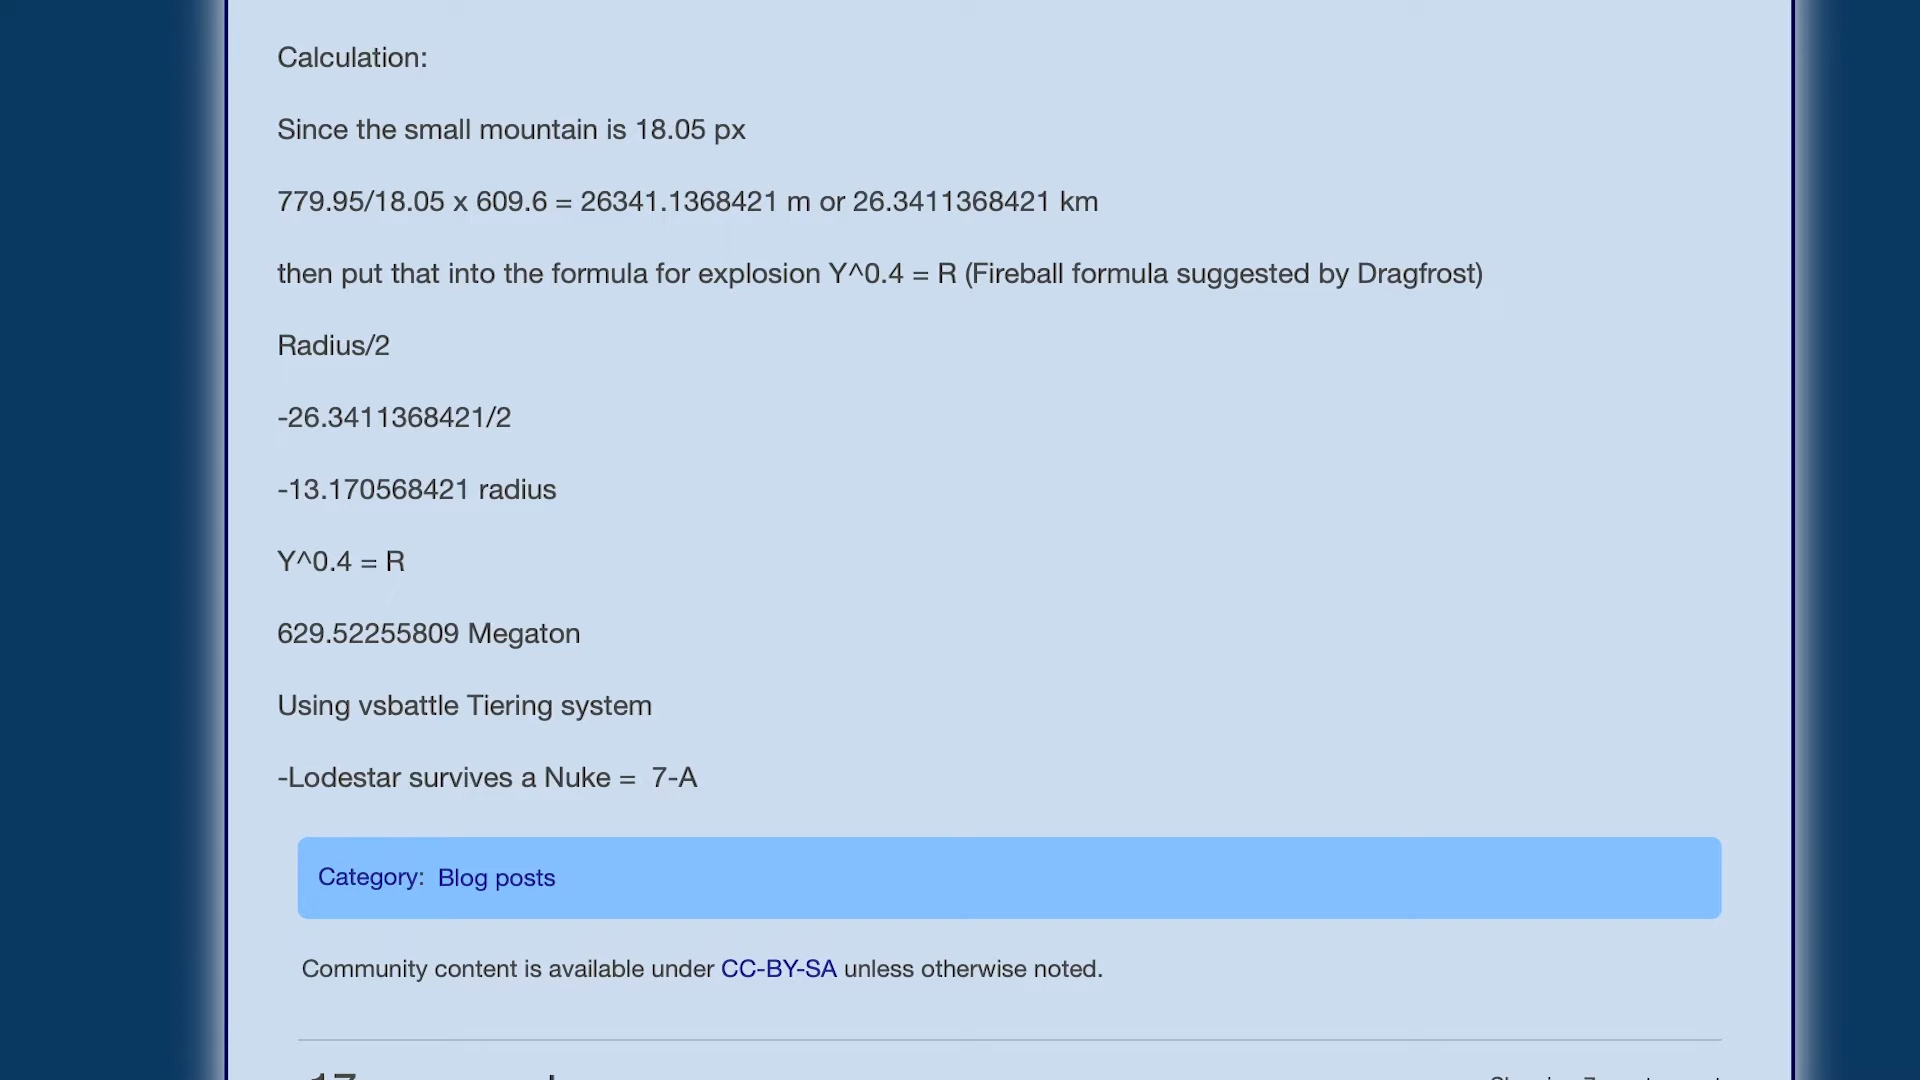 Calculation:
Since the small mountain is 18.05 px
779.95/18.05 x 609.6 = 26341.1368421 m or 26.3411368421 km
then put that into the formula for explosion Y^0.4 = R (Fireball formula suggested by Dragfrost)
Radius/2
-26.3411368421/2
-13.170568421 radius
Y^0.4 = R
629.52255809 Megaton
Using vsbattle Tiering system
-Lodestar survives a Nuke =  7-A
Category: Blog posts
Community content is available under CC-BY-SA unless otherwise noted.